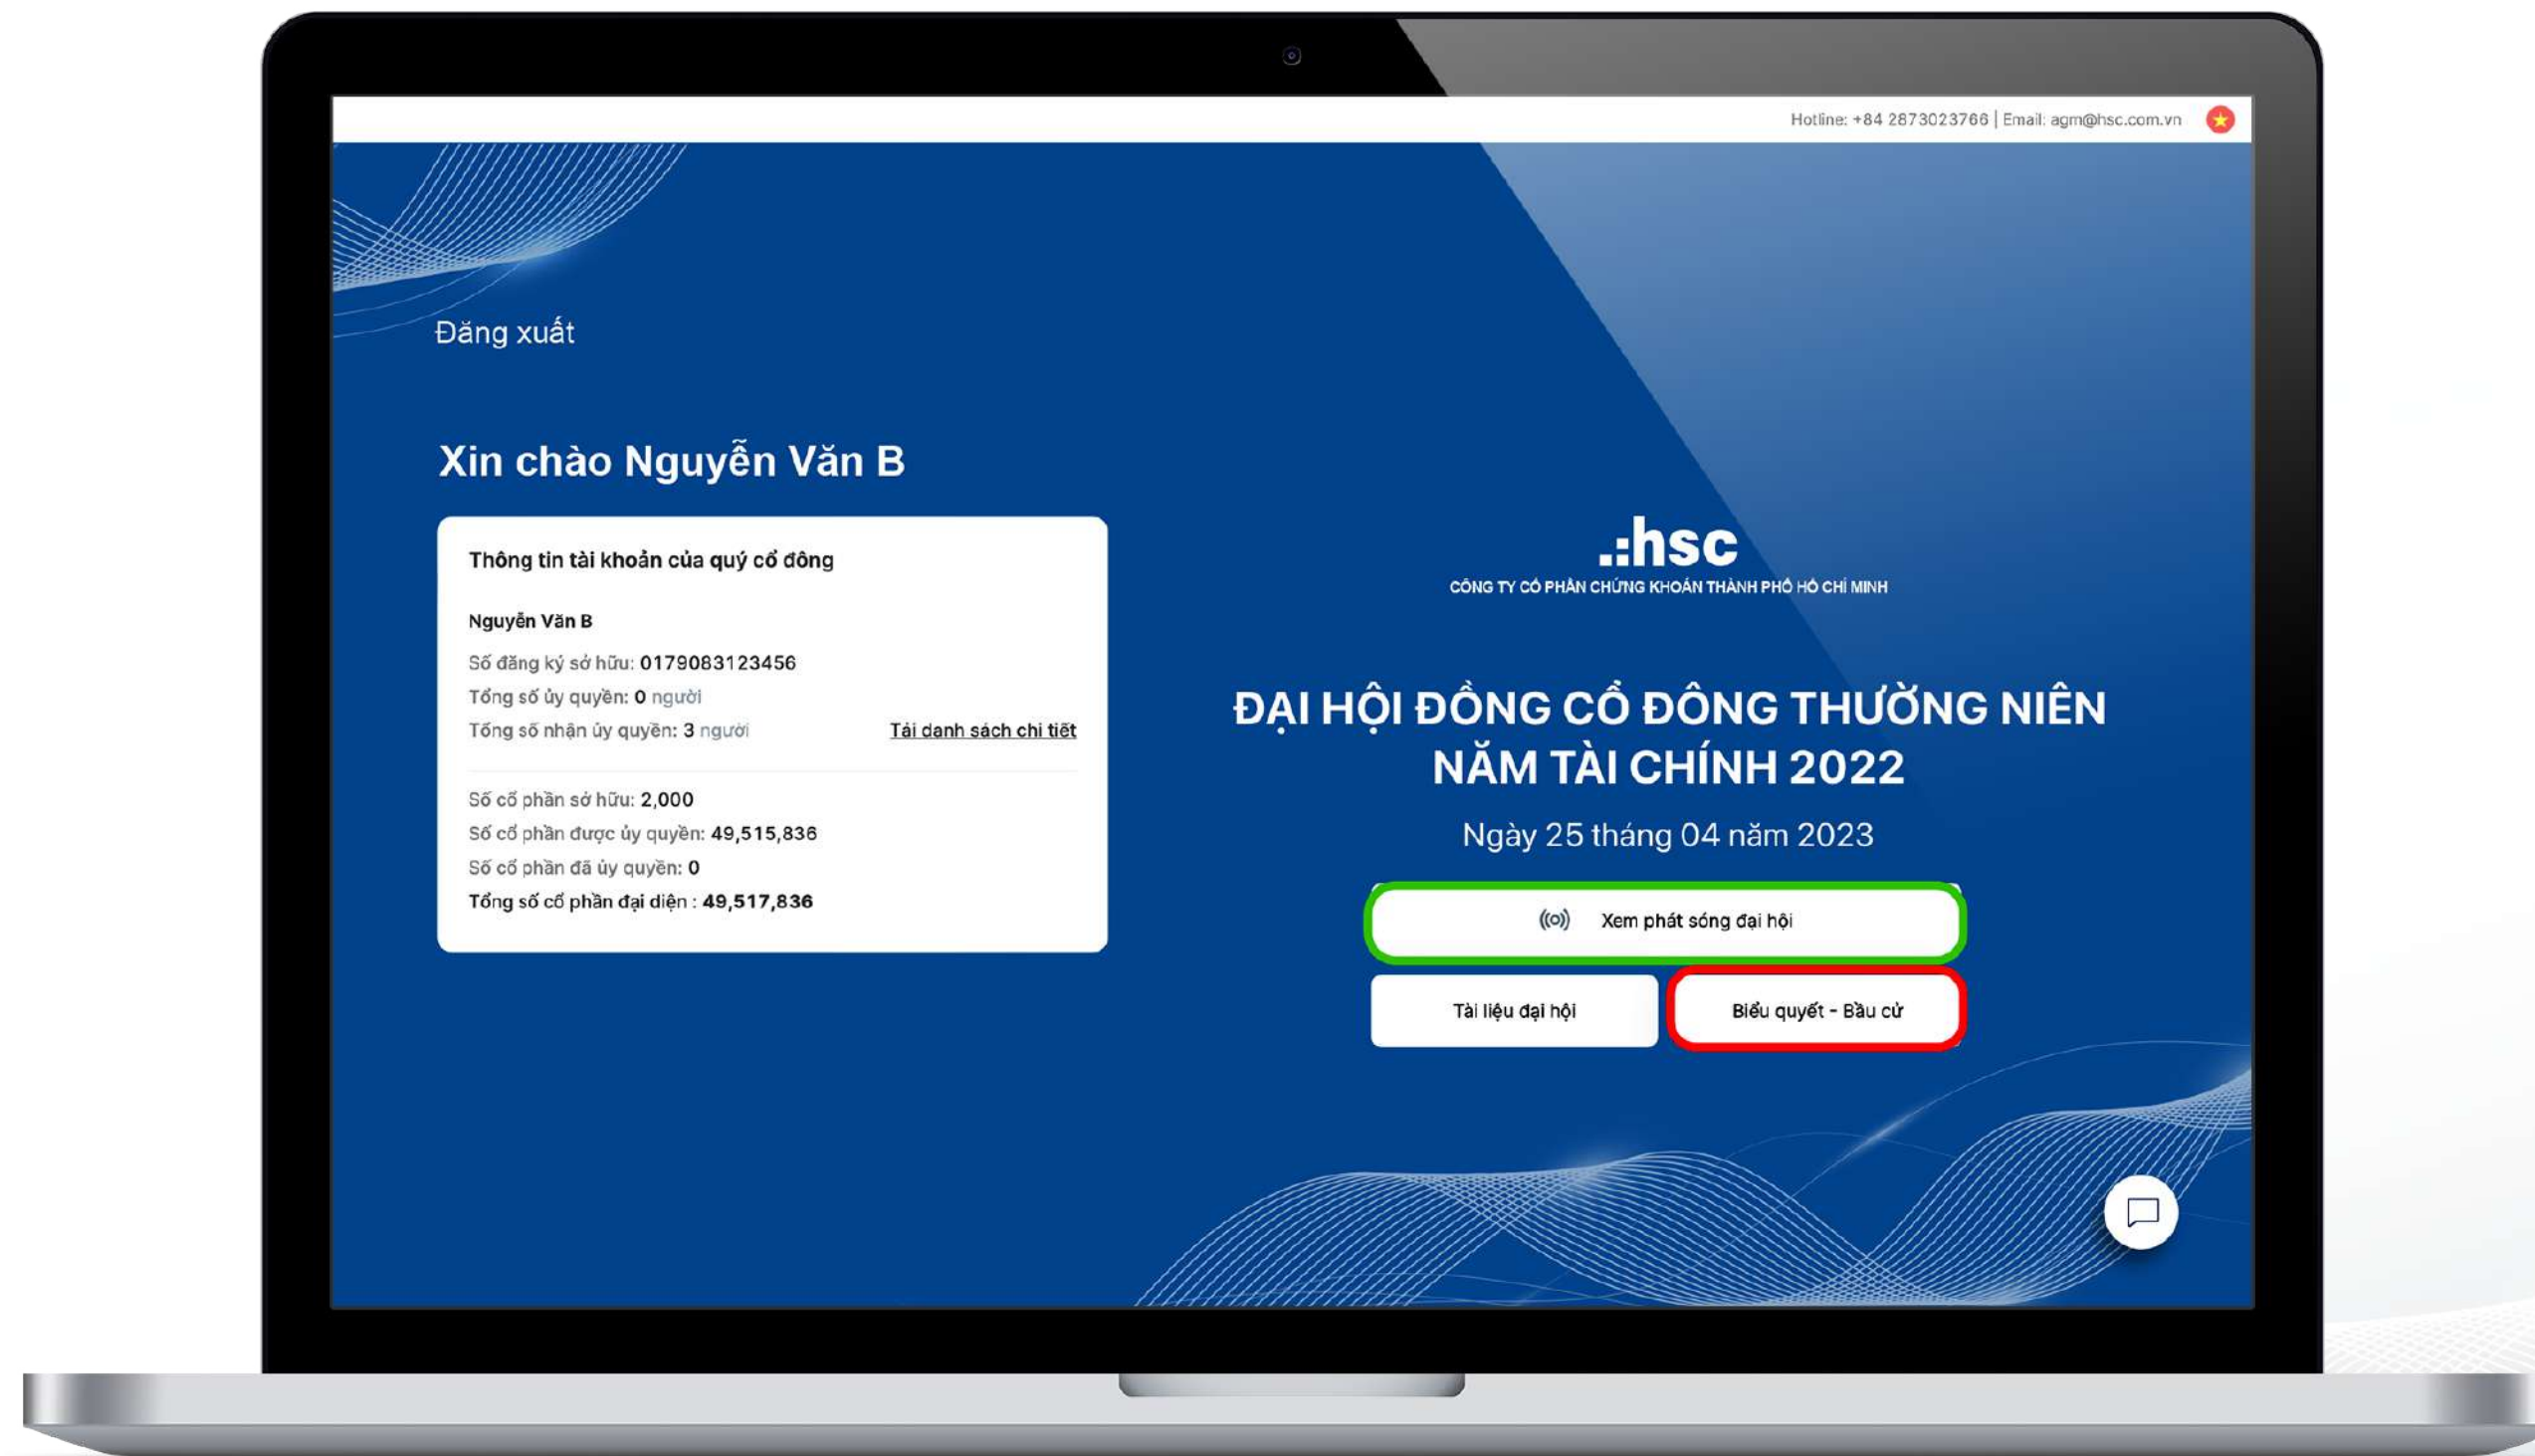 Hotline: +84 2873023766 | Email: agm@hsc.com.vn
Đăng xuất
Xin chào Nguyễn Văn B
Thông tin tài khoản của quý cổ đông
Nguyễn Văn B
Số đăng ký sở hữu: 0179083123456
Tổng số ủy quyền: 0 người
Tổng số nhận ủy quyền: 3 người
Tải danh sách chi tiết
Số cổ phần sở hữu: 2,000
Số cổ phần được ủy quyền: 49,515,836
Số cổ phần đã ủy quyền: 0
Tổng số cổ phần đại diện : 49,517,836
.:hsc
CÔNG TY CỔ PHẦN CHỨNG KHOÁN THÀNH PHỐ HỒ CHÍ MINH
ĐẠI HỘI ĐỒNG CỔ ĐÔNG THƯỜNG NIÊN
NĂM TÀI CHÍNH 2022
Ngày 25 tháng 04 năm 2023
Xem phát sóng đại hội
Tài liệu đại hội
Biểu quyết - Bầu cử